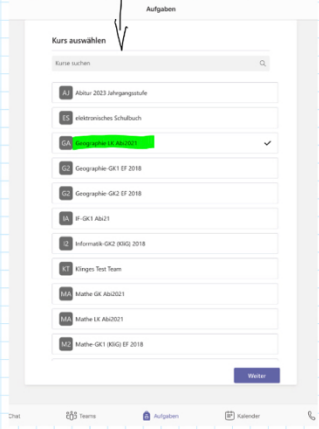 Aufgaben
Kurs auswählen
Kurse suchen
AJ Abitur 2023 Jahrgangsstufe
ES elektronisches Schulbuch
GA Geographie LK Abi2021
G2 Geographie-GK1 EF 2018
G2 Geographie-GK2 EF 2018
IA IF-GK1 Abi21
I2 Informatik-GK2 (KliG) 2018
KT Klinges Test Team
MA Mathe GK Abi2021
MA Mathe LK Abi2021
M2 Mathe-GK1 (KliG) EF 2018
Weiter
Chat Teams Aufgaben Kalender